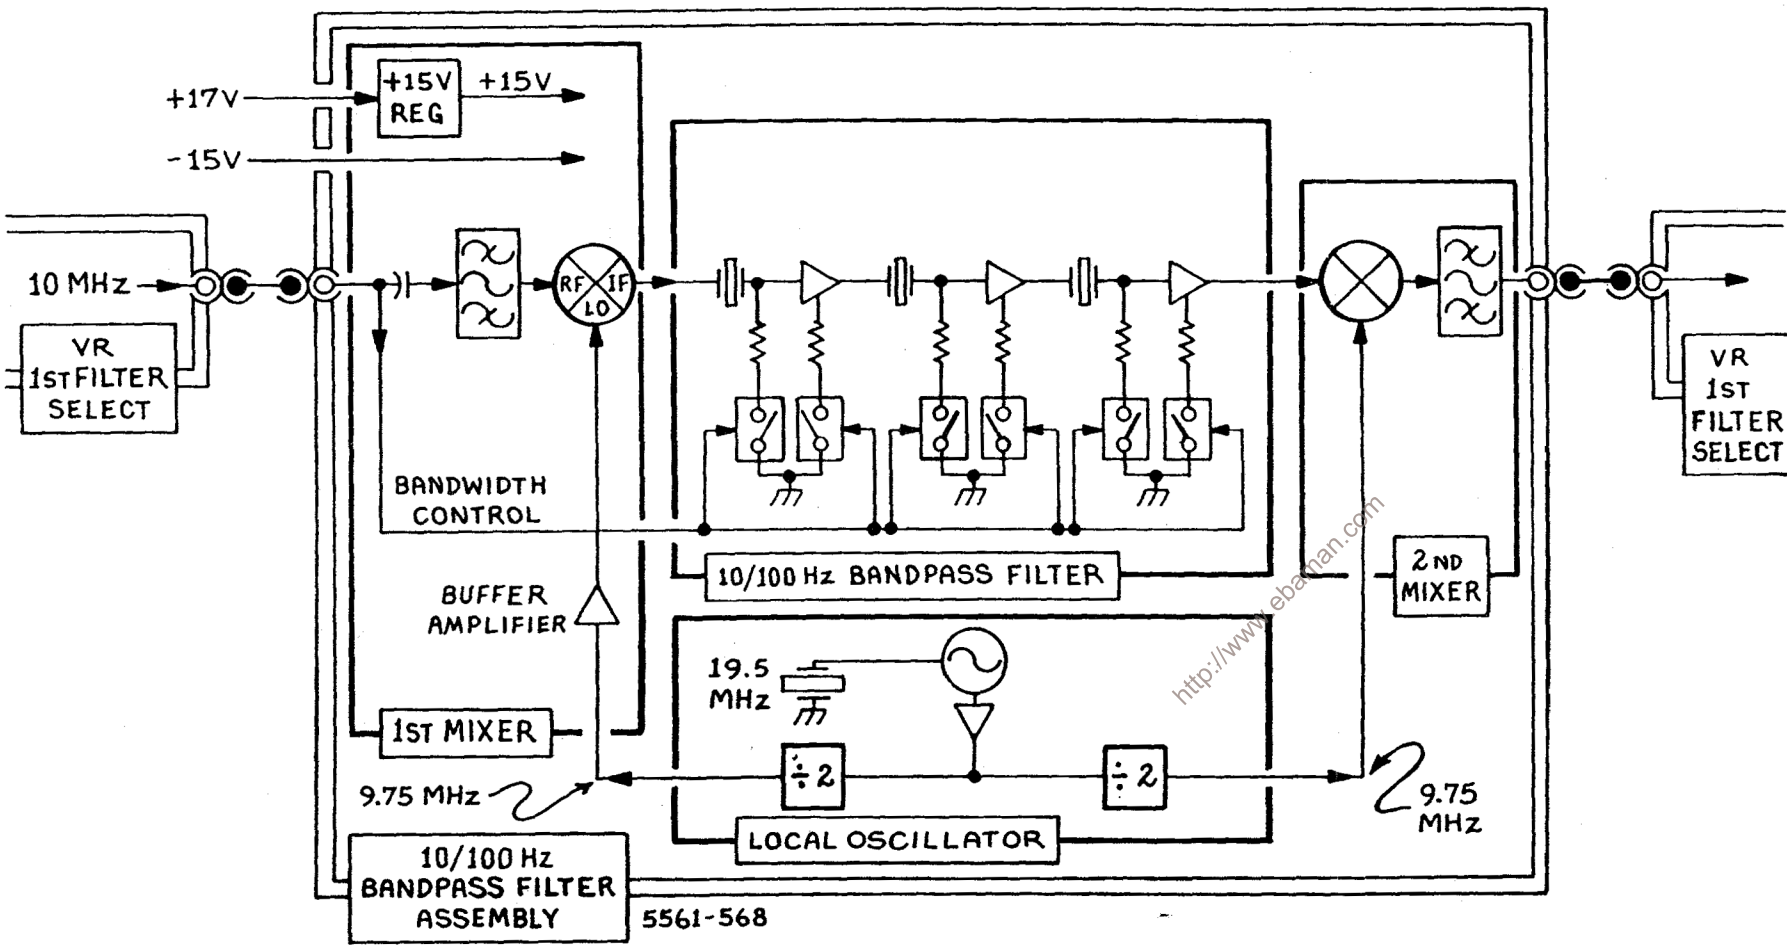 +17V
+15V
REG
+15V
-15V
10 MHz
RF
IF
LO
VR
1ST FILTER
SELECT
VR
1ST
FILTER
SELECT
BANDWIDTH
CONTROL
10/100 Hz BANDPASS FILTER
2ND
MIXER
BUFFER
AMPLIFIER
19.5
MHz
1ST MIXER
÷2
÷2
9.75 MHz
9.75
MHz
LOCAL OSCILLATOR
10/100 Hz
BANDPASS FILTER
ASSEMBLY
5561-568
http://www.ebaman.com